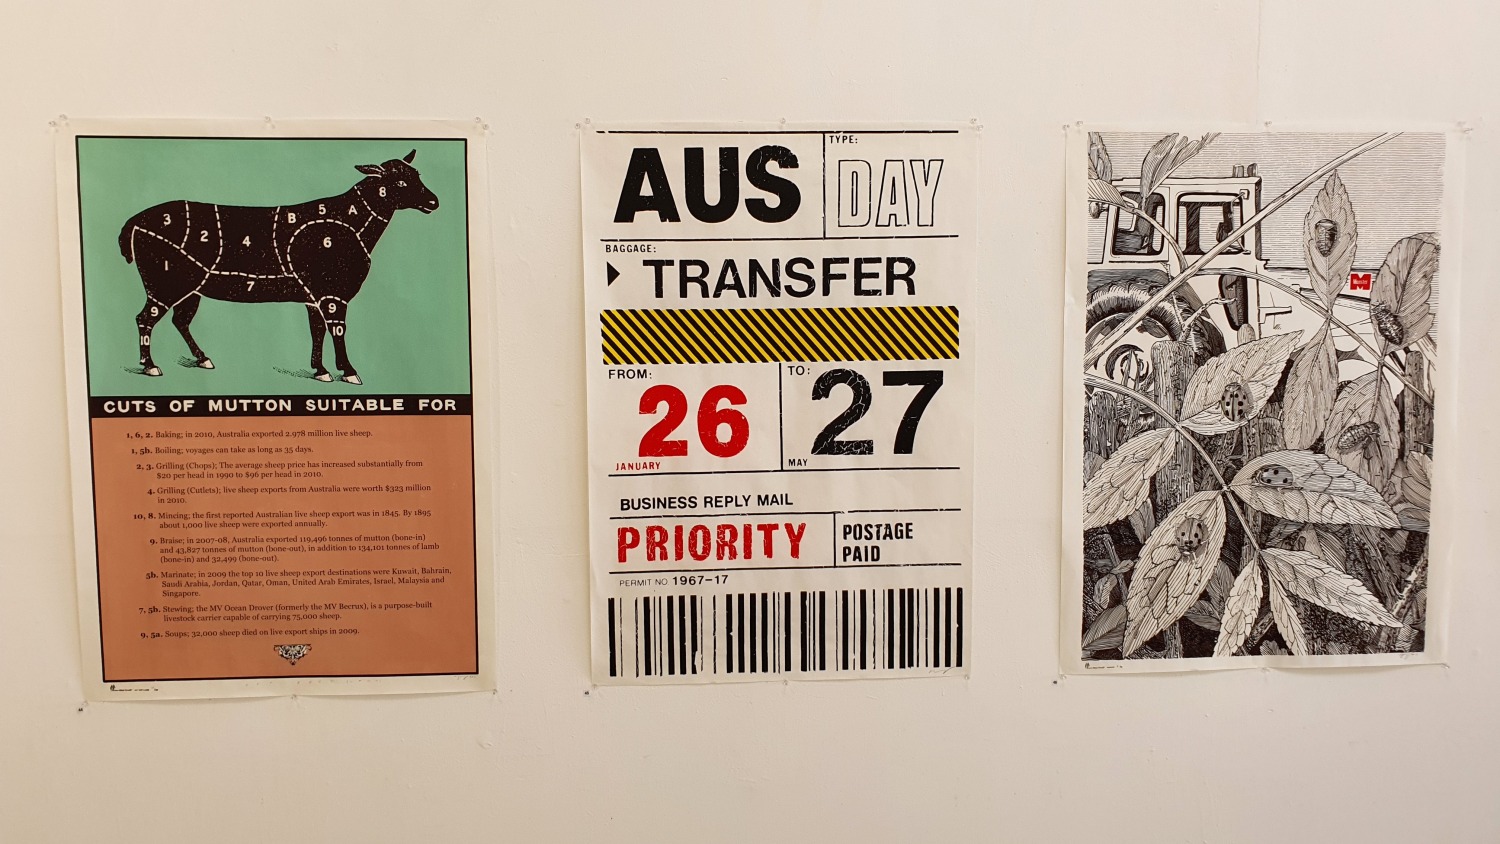 3
2
4
B
5
A
8
6
1
7
9
10
9
10
CUTS OF MUTTON SUITABLE FOR
1, 6, 2. Baking; in 2010, Australia exported 2.978 million live sheep.
1, 5b. Boiling; voyages can take as long as 35 days.
2, 3. Grilling (Chops); The average sheep price has increased substantially from
$20 per head in 1990 to $96 per head in 2010.
4. Grilling (Cutlets); live sheep exports from Australia were worth $323 million
in 2010.
10, 8. Mincing; the first reported Australian live sheep export was in 1845. By 1895
about 1,000 live sheep were exported annually.
9. Braise; in 2007-08, Australia exported 119,496 tonnes of mutton (bone-in)
and 43,827 tonnes of mutton (bone-out), in addition to 134,101 tonnes of lamb
(bone-in) and 32,499 (bone-out).
5b. Marinate; in 2009 the top 10 live sheep export destinations were Kuwait, Bahrain,
Saudi Arabia, Jordan, Qatar, Oman, United Arab Emirates, Israel, Malaysia and
Singapore.
7, 5b. Stewing; the MV Ocean Drover (formerly the MV Becrux), is a purpose-built
livestock carrier capable of carrying 75,000 sheep.
9, 5a. Soups; 32,000 sheep died on live export ships in 2009.
AUS
TYPE:
DAY
BAGGAGE:
TRANSFER
FROM:
26
JANUARY
TO:
27
MAY
BUSINESS REPLY MAIL
PRIORITY
POSTAGE
PAID
PERMIT NO 1967-17
M